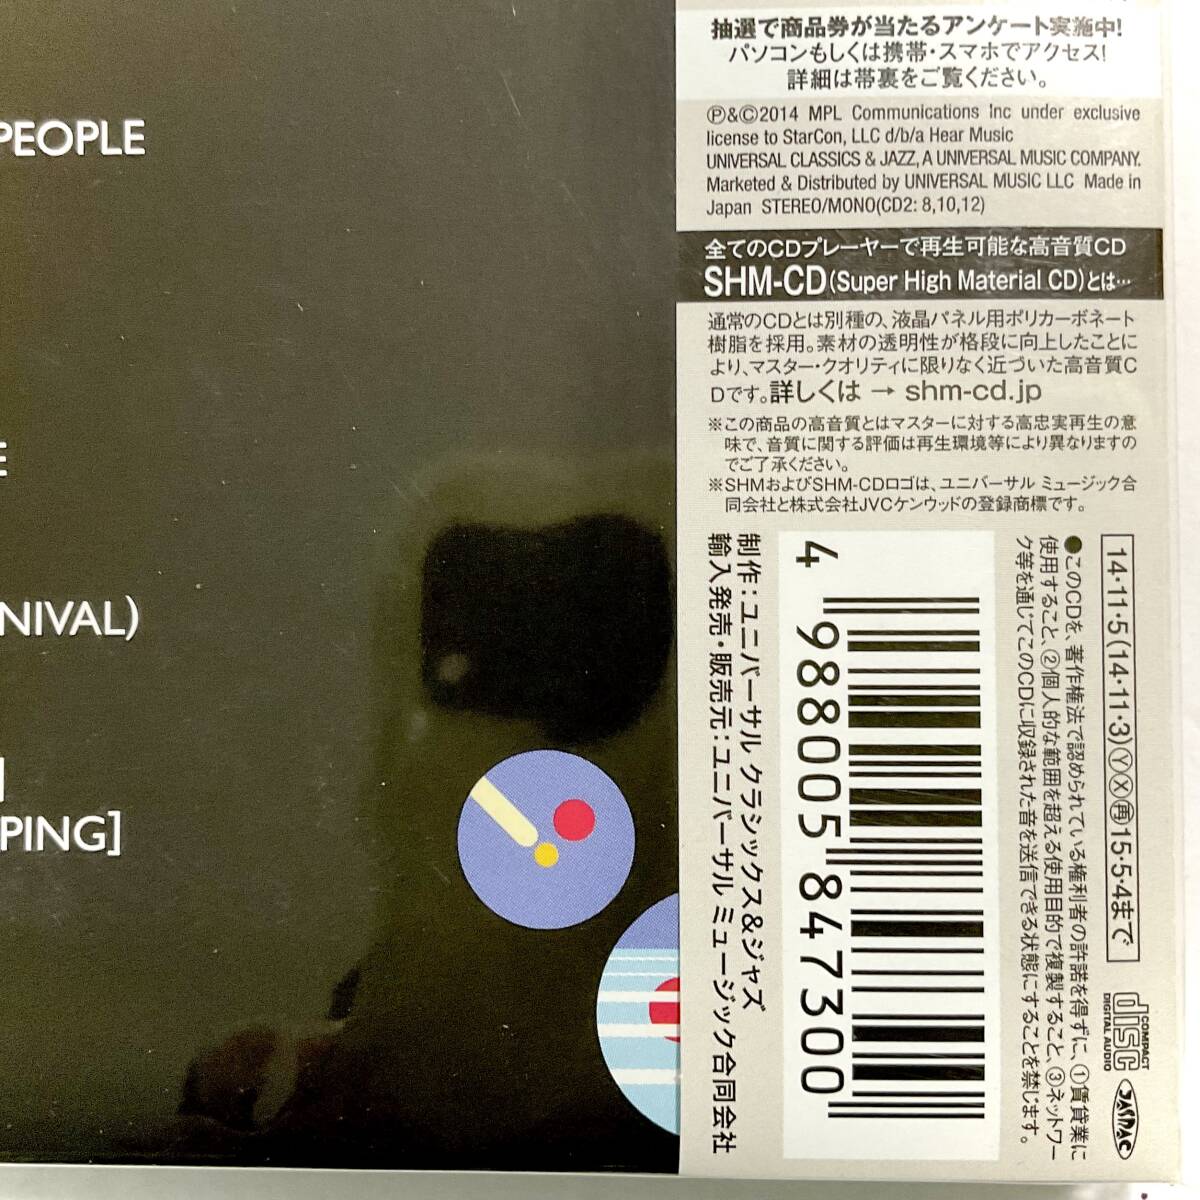 PEOPLE
E
NIVAL)
]
PING]
抽選で商品券が当たるアンケート実施中!
パソコンもしくは携帯・スマホでアクセス!
詳細は帯裏をご覧ください。
Ⓟ&©2014 MPL Communications Inc under exclusive
license to StarCon, LLC d/b/a Hear Music
UNIVERSAL CLASSICS & JAZZ, A UNIVERSAL MUSIC COMPANY.
Marketed & Distributed by UNIVERSAL MUSIC LLC Made in
Japan STEREO/MONO(CD2: 8,10,12)
全てのCDプレーヤーで再生可能な高音質CD
SHM-CD(Super High Material CD)とは…
通常のCDとは別種の、液晶パネル用ポリカーボネート
樹脂を採用。素材の透明性が格段に向上したことに
より、マスター・クオリティに限りなく近づいた高音質C
Dです。詳しくは → shm-cd.jp
※この商品の高音質とはマスターに対する高忠実再生の意
味で、音質に関する評価は再生環境等により異なりますの
でご了承ください。
※SHMおよびSHM-CDロゴは、ユニバーサル ミュージック合
同会社と株式会社JVCケンウッドの登録商標です。
14・11・5(14・11・3)ⓎⓍ㊢15・5・4まで
●このCDを、著作権法で認められている権利者の許諾を得ずに、①賃貸業に
使用すること、②個人的な範囲を超える使用目的で複製すること、③ネットワー
ク等を通じてこのCDに収録された音を送信できる状態にすることを禁じます。
4 988005 847300
制作:ユニバーサル クラシックス&ジャズ
輸入発売・販売元:ユニバーサル ミュージック合同会社
COMPACT
disc
DIGITAL AUDIO
JASRAC